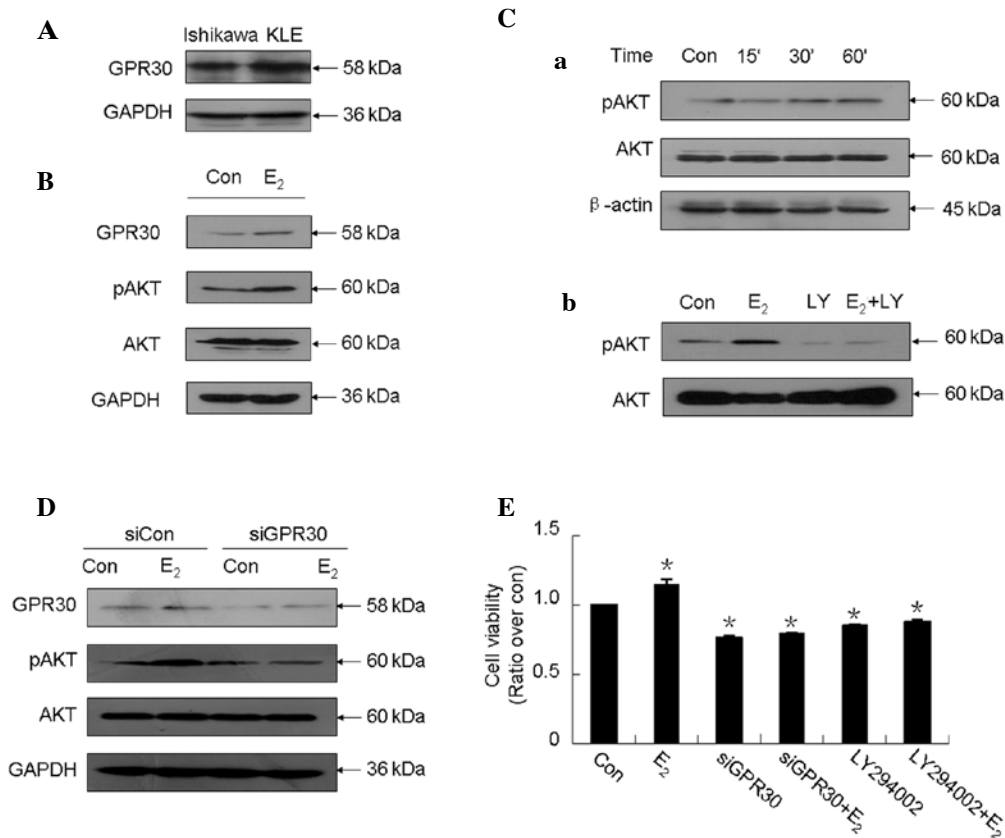 A
Ishikawa KLE
GPR30 58 kDa
GAPDH 36 kDa
B
Con E₂
GPR30 58 kDa
pAKT 60 kDa
AKT 60 kDa
GAPDH 36 kDa
C
a
Time Con 15' 30' 60'
pAKT 60 kDa
AKT 60 kDa
β-actin 45 kDa
b
Con E₂ LY E₂+LY
pAKT 60 kDa
AKT 60 kDa
D
siCon siGPR30
Con E₂ Con E₂
GPR30 58 kDa
pAKT 60 kDa
AKT 60 kDa
GAPDH 36 kDa
E
Cell viability
(Ratio over con)
1.5
1.0
0.5
0
* * * * *
Con
E₂
siGPR30
siGPR30+E₂
LY294002
LY294002+E₂